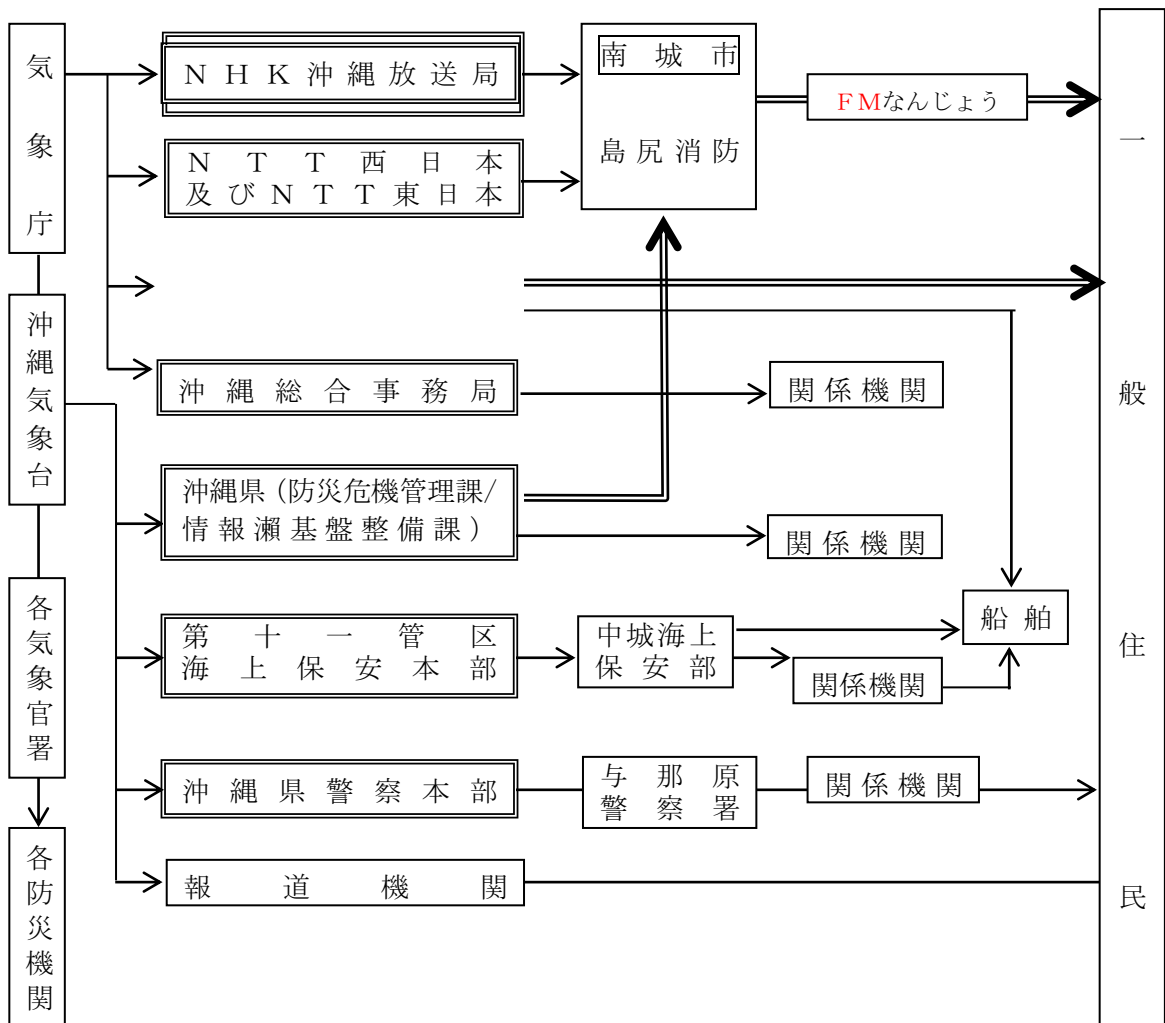 気象庁
沖縄気象台
各気象官署
各防災機関
NHK沖縄放送局
NTT西日本
及びNTT東日本
沖縄総合事務局
沖縄県(防災危機管理課/
情報瀬基盤整備課)
第十一管区
海上保安本部
沖縄県警察本部
報道機関
南城市
島尻消防
関係機関
関係機関
中城海上
保安部
関係機関
船舶
与那原
警察署
関係機関
FMなんじょう
一般住民